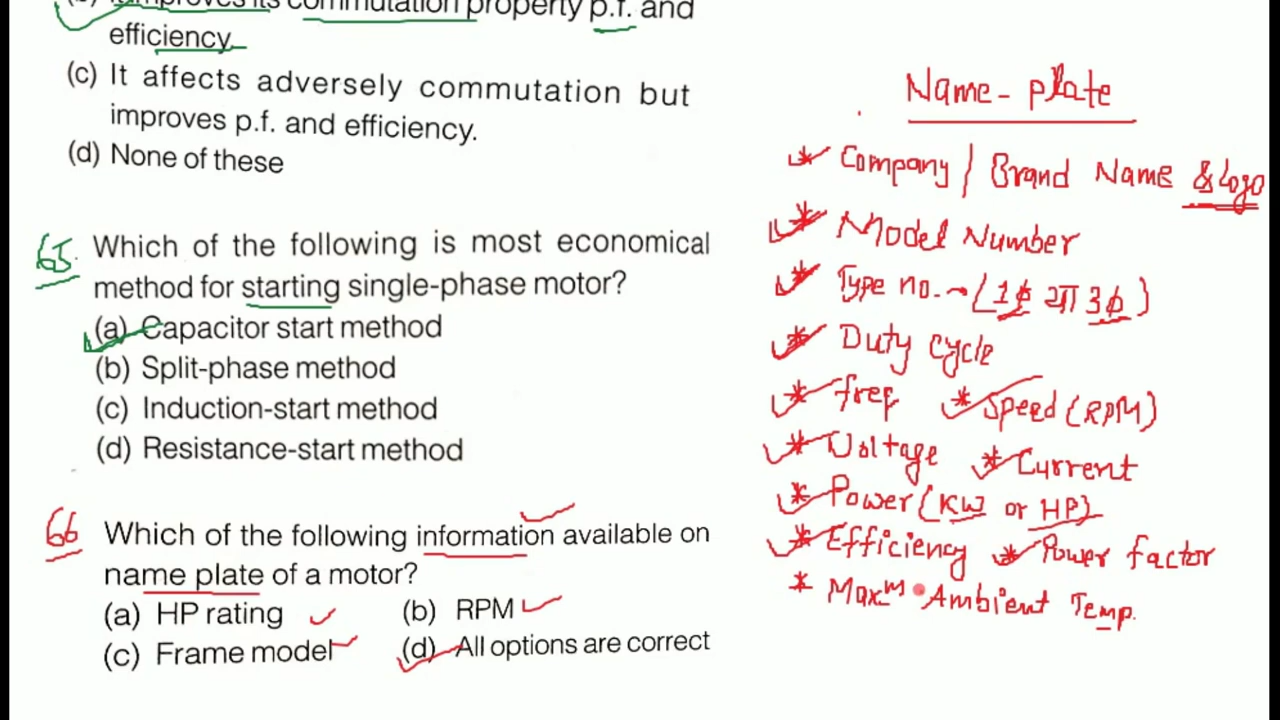 (b) It improves its commutation property p.f. and
efficiency.
(c) It affects adversely commutation but
improves p.f. and efficiency.
(d) None of these
65. Which of the following is most economical
method for starting single-phase motor?
(a) Capacitor start method
(b) Split-phase method
(c) Induction-start method
(d) Resistance-start method
66 Which of the following information available on
name plate of a motor?
(a) HP rating (b) RPM
(c) Frame model (d) All options are correct
Name - plate
* Company / Brand Name & logo
* Model Number
* Type no. → (1ϕ या 3ϕ)
* Duty cycle
* freq * Speed (RPM)
* Voltage * Current
* Power (KW or HP)
* Efficiency * Power factor
* Maxᵐ. Ambient Temp.